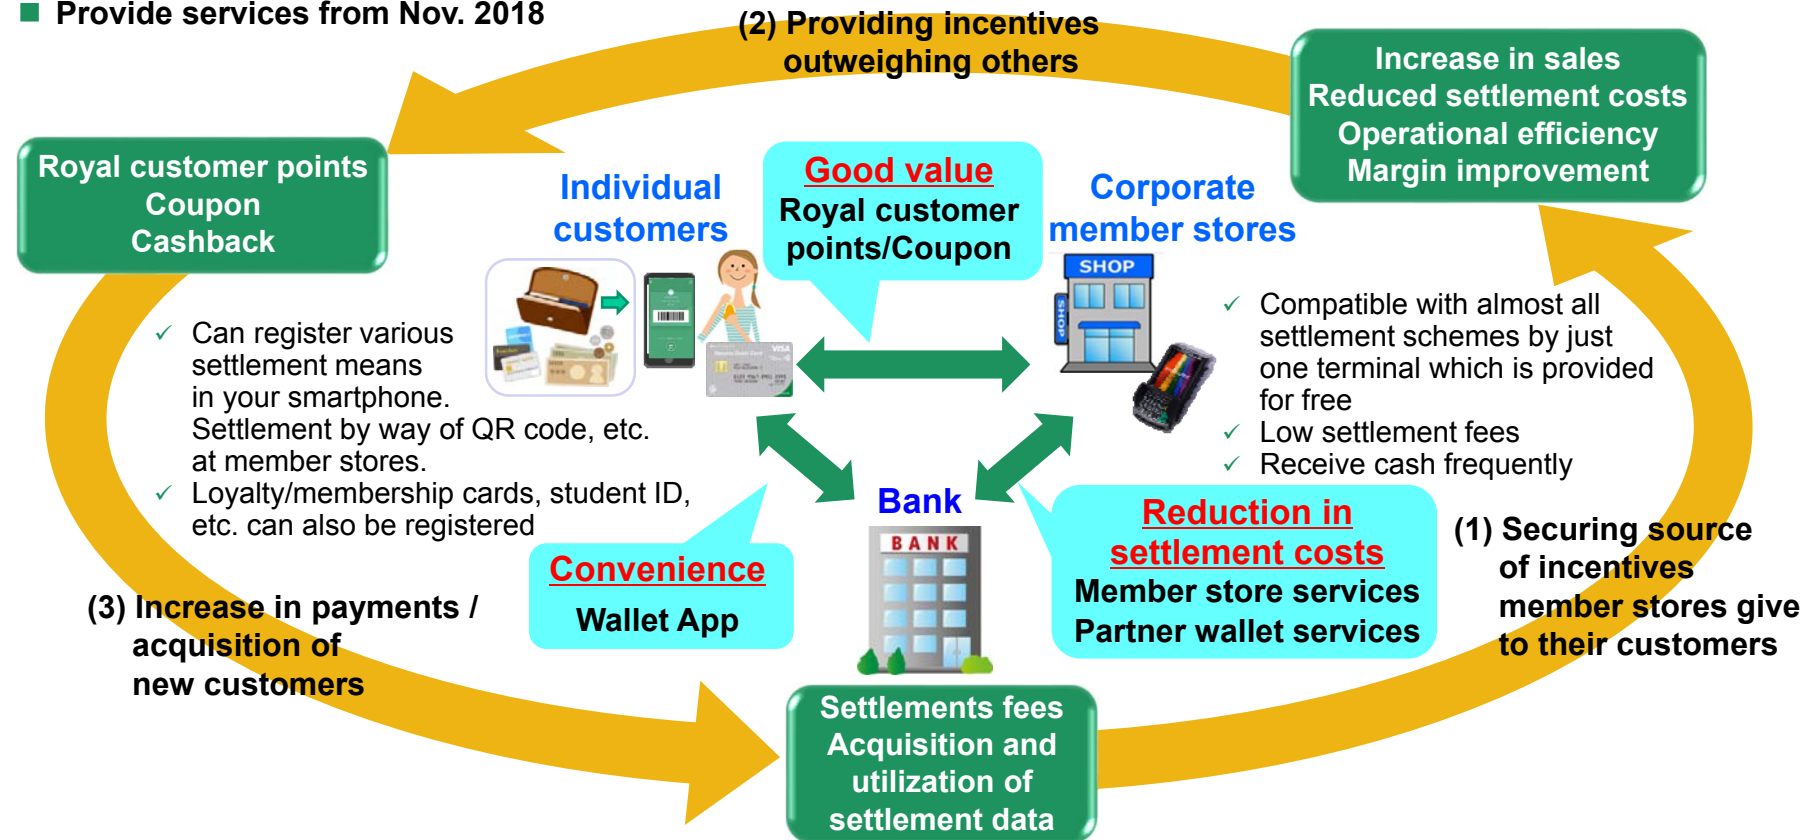 Provide services from Nov. 2018
(2) Providing incentives
outweighing others
Increase in sales
Reduced settlement costs
Operational efficiency
Margin improvement
Royal customer points
Coupon
Cashback
Individual
customers
Good value
Royal customer
points/Coupon
Corporate
member stores
SHOP
SHOP
VISA
✓ Can register various
settlement means
in your smartphone.
Settlement by way of QR code, etc.
at member stores.
✓ Loyalty/membership cards, student ID,
etc. can also be registered
✓ Compatible with almost all
settlement schemes by just
one terminal which is provided
for free
✓ Low settlement fees
✓ Receive cash frequently
Bank
BANK
Convenience
Wallet App
Reduction in
settlement costs
Member store services
Partner wallet services
(1) Securing source
of incentives
member stores give
to their customers
(3) Increase in payments /
acquisition of
new customers
Settlements fees
Acquisition and
utilization of
settlement data